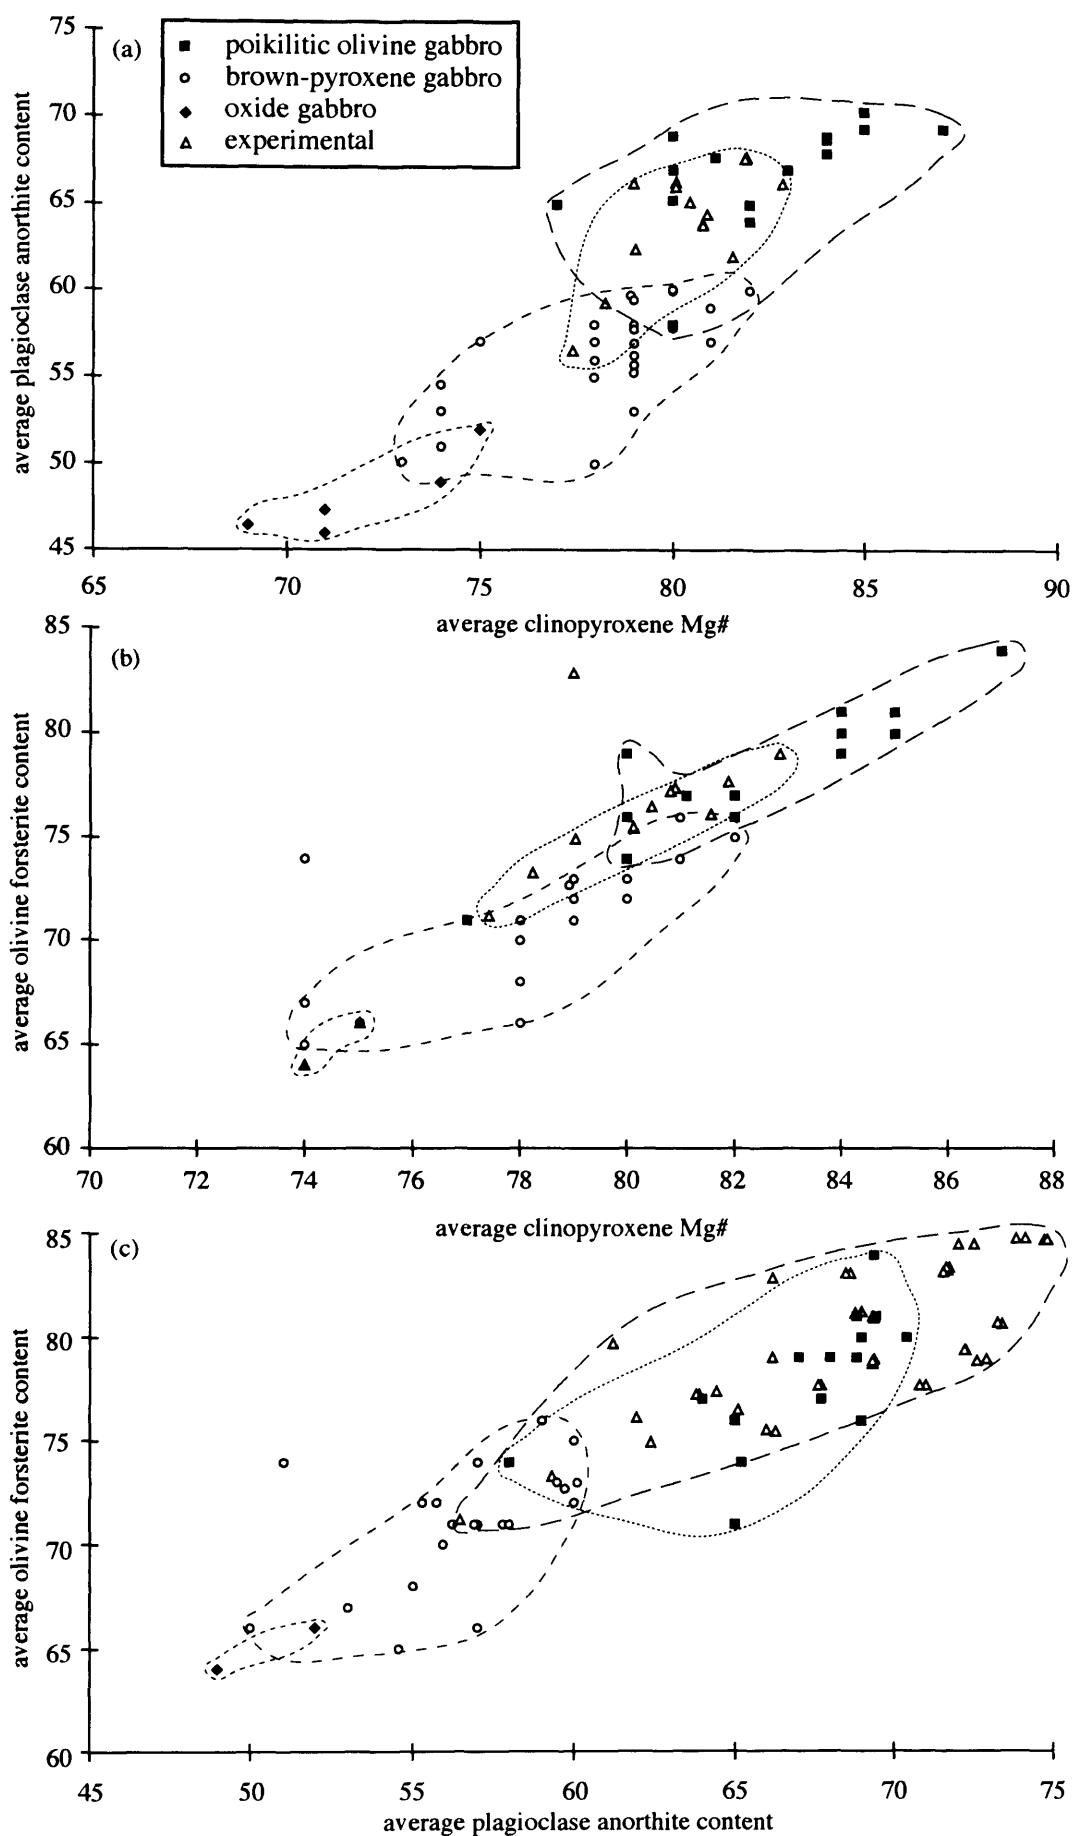 75
(a)
poikilitic olivine gabbro
brown-pyroxene gabbro
oxide gabbro
experimental
70
65
60
55
50
45
average plagioclase anorthite content
65 70 75 80 85 90
average clinopyroxene Mg#
85
(b)
80
75
70
65
60
average olivine forsterite content
70 72 74 76 78 80 82 84 86 88
average clinopyroxene Mg#
85
(c)
80
75
70
65
60
average olivine forsterite content
45 50 55 60 65 70 75
average plagioclase anorthite content